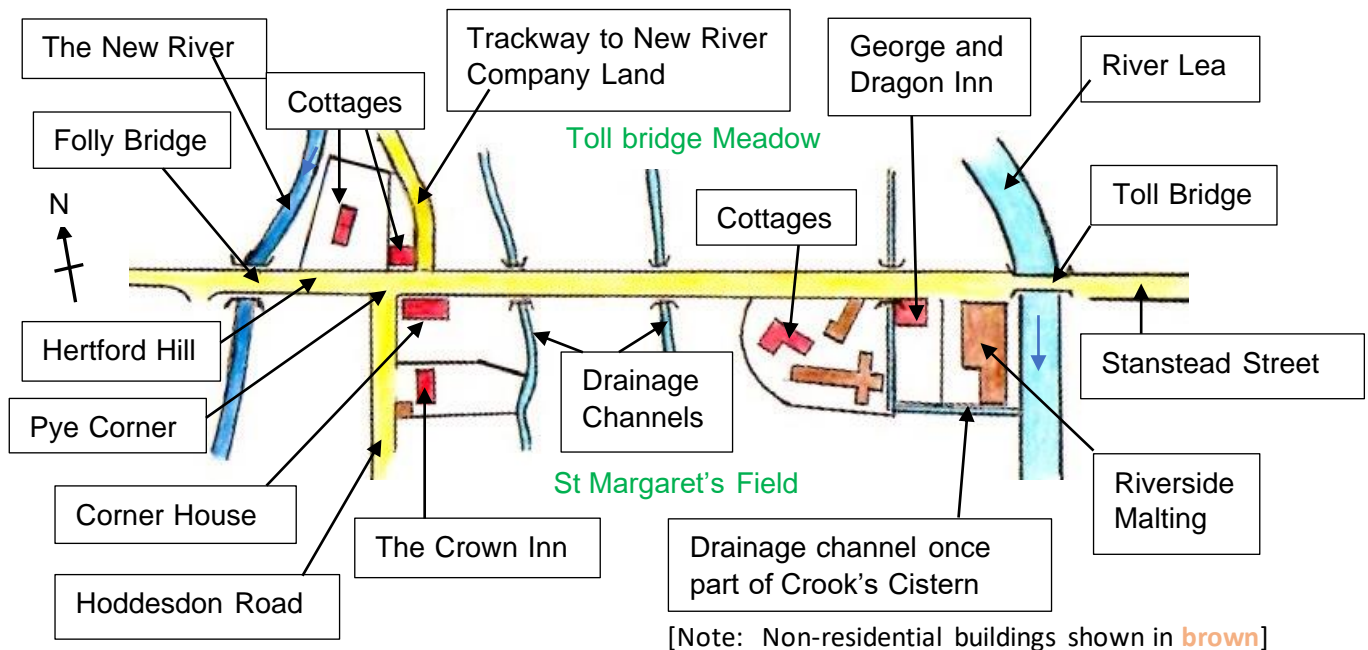 The New River
Trackway to New River
Company Land
George and
Dragon Inn
River Lea
Cottages
Toll bridge Meadow
Folly Bridge
Toll Bridge
N
Cottages
Hertford Hill
Drainage
Channels
Stanstead Street
Pye Corner
St Margaret's Field
Riverside
Malting
Corner House
The Crown Inn
Drainage channel once
part of Crook's Cistern
Hoddesdon Road
[Note: Non-residential buildings shown in brown]